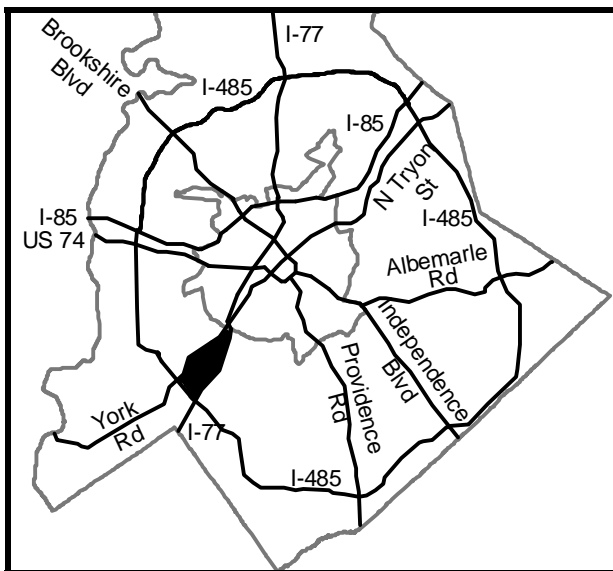 I-77
Brookshire
Blvd
I-485
I-85
N Tryon
St
I-85
US 74
I-485
Albemarle
Rd
Independence
Blvd
Providence
Rd
York
Rd
I-77
I-485